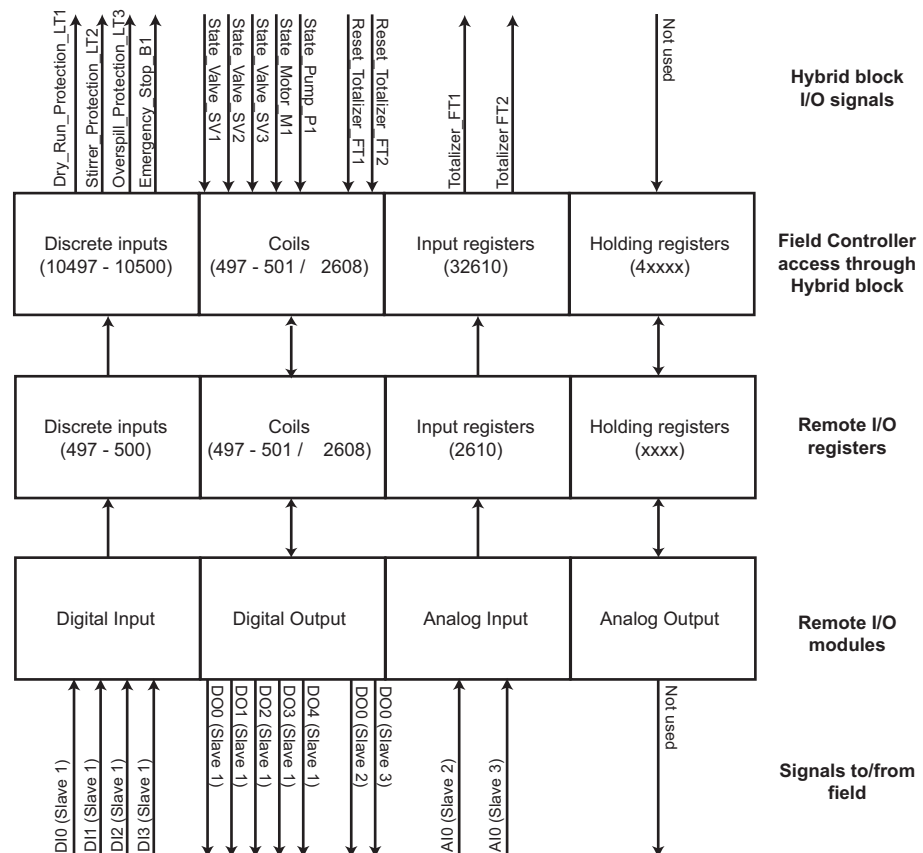 Dry_Run_Protection_LT1
Stirrer_Protection_LT2
Overspill_Protection_LT3
Emergency_Stop_B1
State_Valve_SV1
State_Valve_SV2
State_Valve_SV3
State_Motor_M1
State_Pump_P1
Reset_Totalizer_FT1
Reset_Totalizer_FT2
Totalizer_FT1
Totalizer FT2
Not used
Hybrid block
I/O signals
Discrete inputs
(10497 - 10500)
Coils
(497 - 501 / 2608)
Input registers
(32610)
Holding registers
(4xxxx)
Field Controller
access through
Hybrid block
Discrete inputs
(497 - 500)
Coils
(497 - 501 / 2608)
Input registers
(2610)
Holding registers
(xxxx)
Remote I/O
registers
Digital Input
Digital Output
Analog Input
Analog Output
Remote I/O
modules
DI0 (Slave 1)
DI1 (Slave 1)
DI2 (Slave 1)
DI3 (Slave 1)
DO0 (Slave 1)
DO1 (Slave 1)
DO2 (Slave 1)
DO3 (Slave 1)
DO4 (Slave 1)
DO0 (Slave 2)
DO0 (Slave 3)
AI0 (Slave 2)
AI0 (Slave 3)
Not used
Signals to/from
field